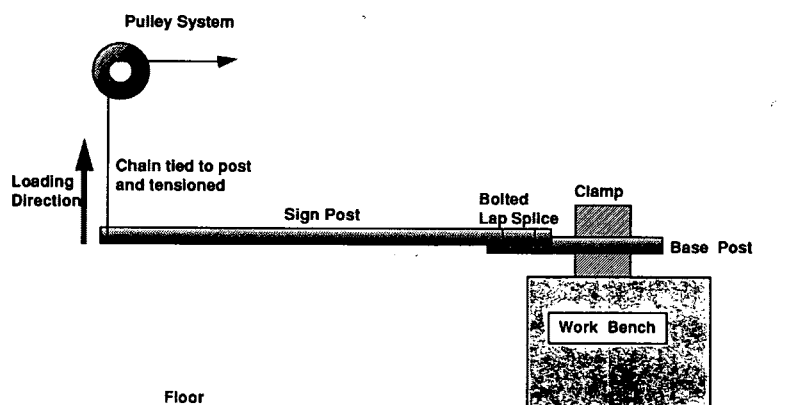 Pulley System
Loading
Direction
Chain tied to post
and tensioned
Sign Post
Bolted
Lap Splice
Clamp
Base Post
Work Bench
Floor